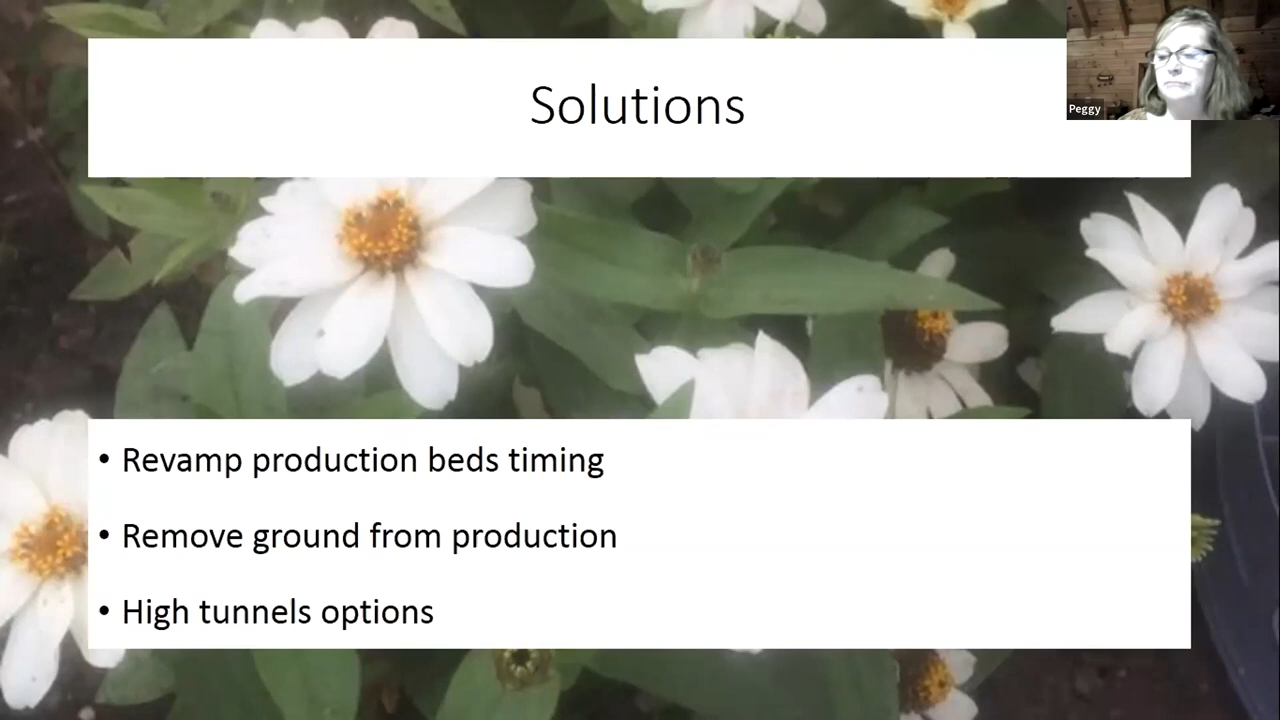 Solutions
Peggy
• Revamp production beds timing
• Remove ground from production
• High tunnels options